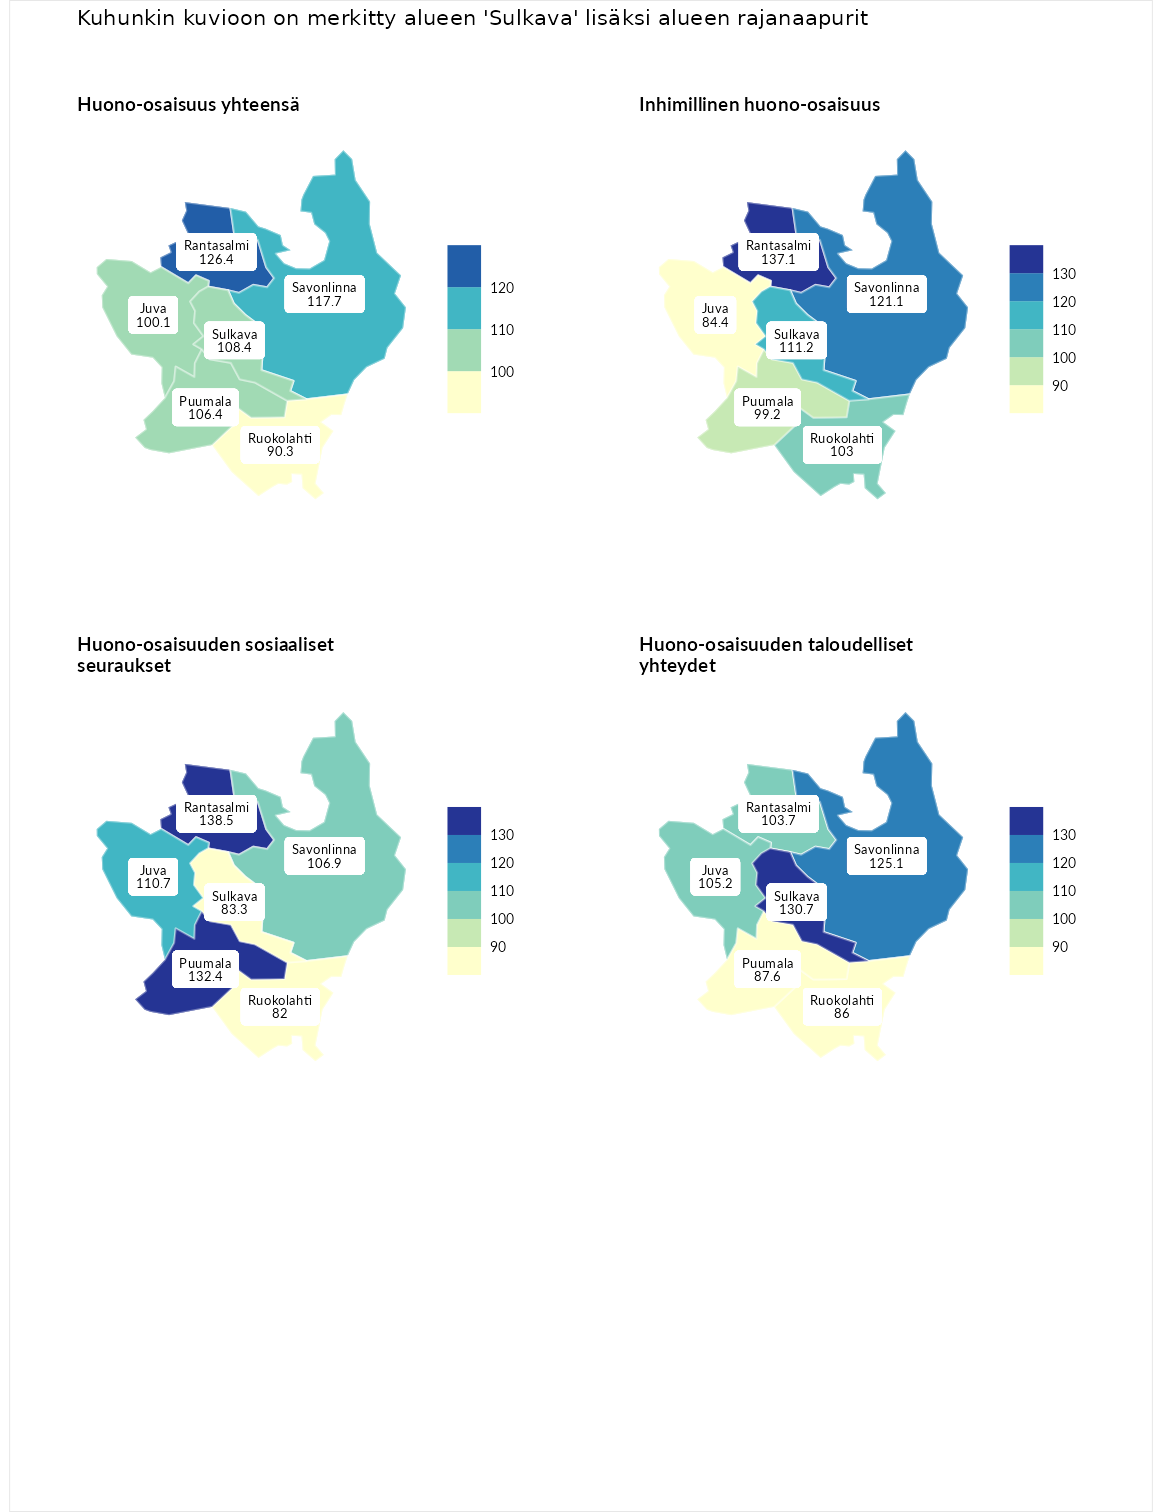 Kuhunkin kuvioon on merkitty alueen 'Sulkava' lisäksi alueen rajanaapurit
Huono-osaisuus yhteensä
Rantasalmi
126.4
Savonlinna
117.7
Juva
100.1
Sulkava
108.4
Puumala
106.4
Ruokolahti
90.3
120
110
100
Inhimillinen huono-osaisuus
Rantasalmi
137.1
Savonlinna
121.1
Juva
84.4
Sulkava
111.2
Puumala
99.2
Ruokolahti
103
130
120
110
100
90
Huono-osaisuuden sosiaaliset
seuraukset
Rantasalmi
138.5
Savonlinna
106.9
Juva
110.7
Sulkava
83.3
Puumala
132.4
Ruokolahti
82
130
120
110
100
90
Huono-osaisuuden taloudelliset
yhteydet
Rantasalmi
103.7
Savonlinna
125.1
Juva
105.2
Sulkava
130.7
Puumala
87.6
Ruokolahti
86
130
120
110
100
90